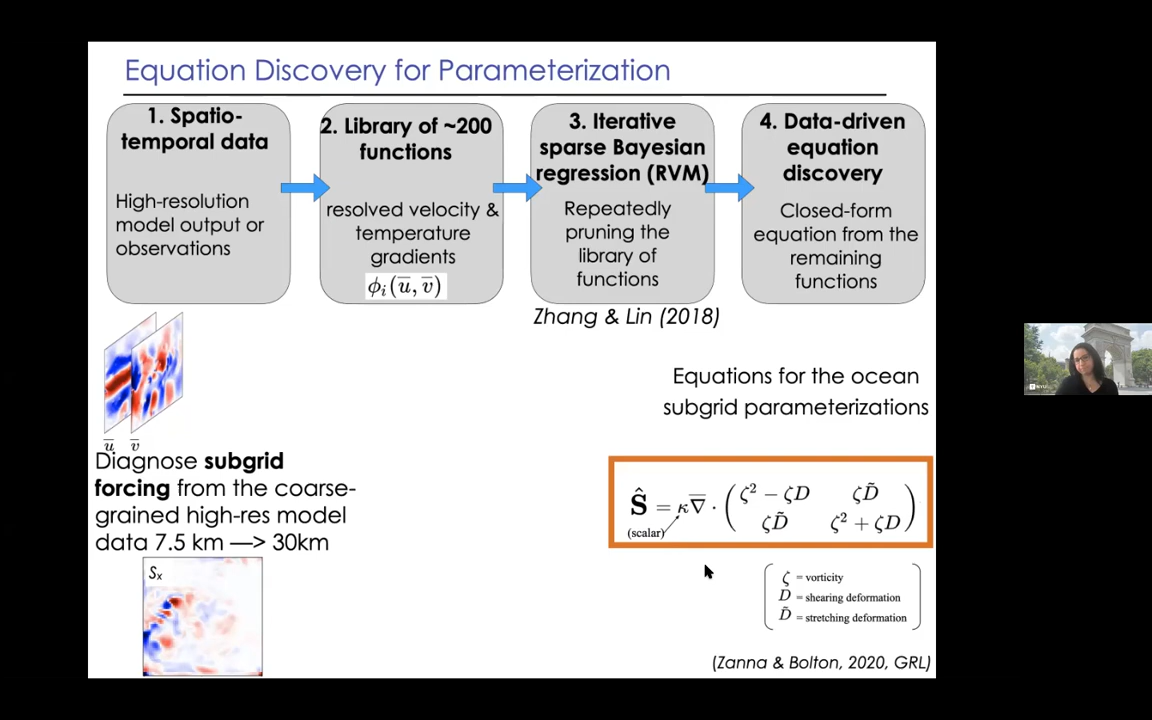 Equation Discovery for Parameterization
1. Spatio-
temporal data
High-resolution
model output or
observations
2. Library of ~200
functions
resolved velocity &
temperature
gradients
ϕᵢ(u̅, v̅)
3. Iterative
sparse Bayesian
regression (RVM)
Repeatedly
pruning the
library of
functions
4. Data-driven
equation
discovery
Closed-form
equation from the
remaining
functions
Zhang & Lin (2018)
u̅ v̅
Diagnose subgrid
forcing from the coarse-
grained high-res model
data 7.5 km —> 30km
Sₓ
Equations for the ocean
subgrid parameterizations
Ŝ = κ∇̅ · ( ζ² − ζD ζD̃
ζD̃ ζ² + ζD )
(scalar)
ζ = vorticity
D = shearing deformation
D̃ = stretching deformation
(Zanna & Bolton, 2020, GRL)